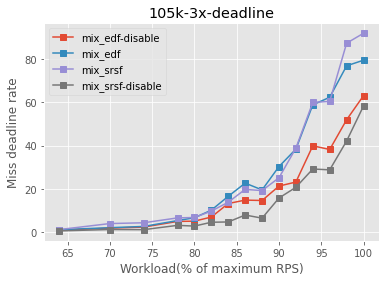 105k-3x-deadline
mix_edf-disable
mix_edf
mix_srsf
mix_srsf-disable
Miss deadline rate
80
60
40
20
0
65
70
75
80
85
90
95
100
Workload(% of maximum RPS)